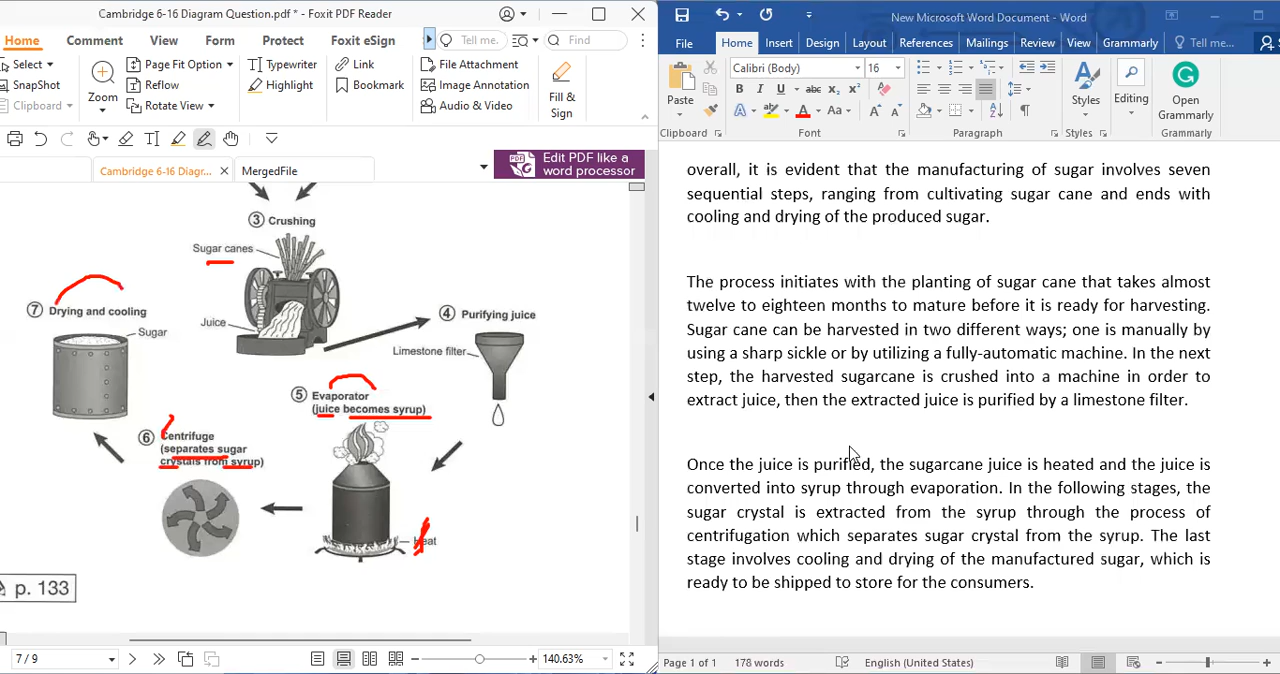 Cambridge 6-16 Diagram Question.pdf * - Foxit PDF Reader
Home Comment View Form Protect Foxit eSign Tell me.. Find
Select
SnapShot
Clipboard
Zoom
Page Fit Option
Reflow
Rotate View
Typewriter
Highlight
Link
Bookmark
File Attachment
Image Annotation
Audio & Video
Fill &
Sign
Cambridge 6-16 Diagr...
MergedFile
Edit PDF like a
word processor
3 Crushing
Sugar canes
Juice
4 Purifying juice
Limestone filter
5 Evaporator
(juice becomes syrup)
Heat
6 Centrifuge
(separates sugar
crystals from syrup)
7 Drying and cooling
Sugar
p. 133
7 / 9
140.63%
New Microsoft Word Document - Word
File Home Insert Design Layout References Mailings Review View Grammarly Tell me...
Paste
Clipboard
Calibri (Body) 16
B I U abc x₂ x²
Aa A A
Font
Paragraph
Styles
Styles
Editing
Open
Grammarly
Grammarly
overall, it is evident that the manufacturing of sugar involves seven
sequential steps, ranging from cultivating sugar cane and ends with
cooling and drying of the produced sugar.
The process initiates with the planting of sugar cane that takes almost
twelve to eighteen months to mature before it is ready for harvesting.
Sugar cane can be harvested in two different ways; one is manually by
using a sharp sickle or by utilizing a fully-automatic machine. In the next
step, the harvested sugarcane is crushed into a machine in order to
extract juice, then the extracted juice is purified by a limestone filter.
Once the juice is purified, the sugarcane juice is heated and the juice is
converted into syrup through evaporation. In the following stages, the
sugar crystal is extracted from the syrup through the process of
centrifugation which separates sugar crystal from the syrup. The last
stage involves cooling and drying of the manufactured sugar, which is
ready to be shipped to store for the consumers.
Page 1 of 1 178 words English (United States)